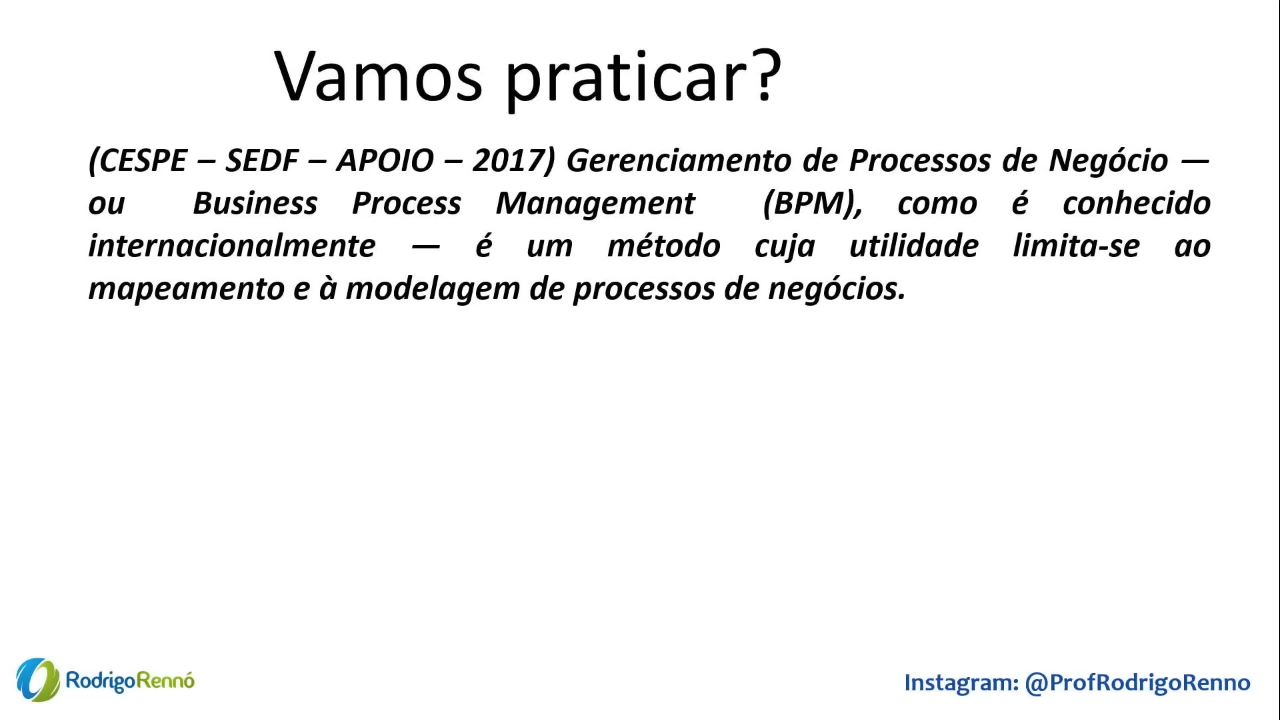 Vamos praticar?
(CESPE – SEDF – APOIO – 2017) Gerenciamento de Processos de Negócio —
ou Business Process Management (BPM), como é conhecido
internacionalmente — é um método cuja utilidade limita-se ao
mapeamento e à modelagem de processos de negócios.
RodrigoRennó
Instagram: @ProfRodrigoRenno